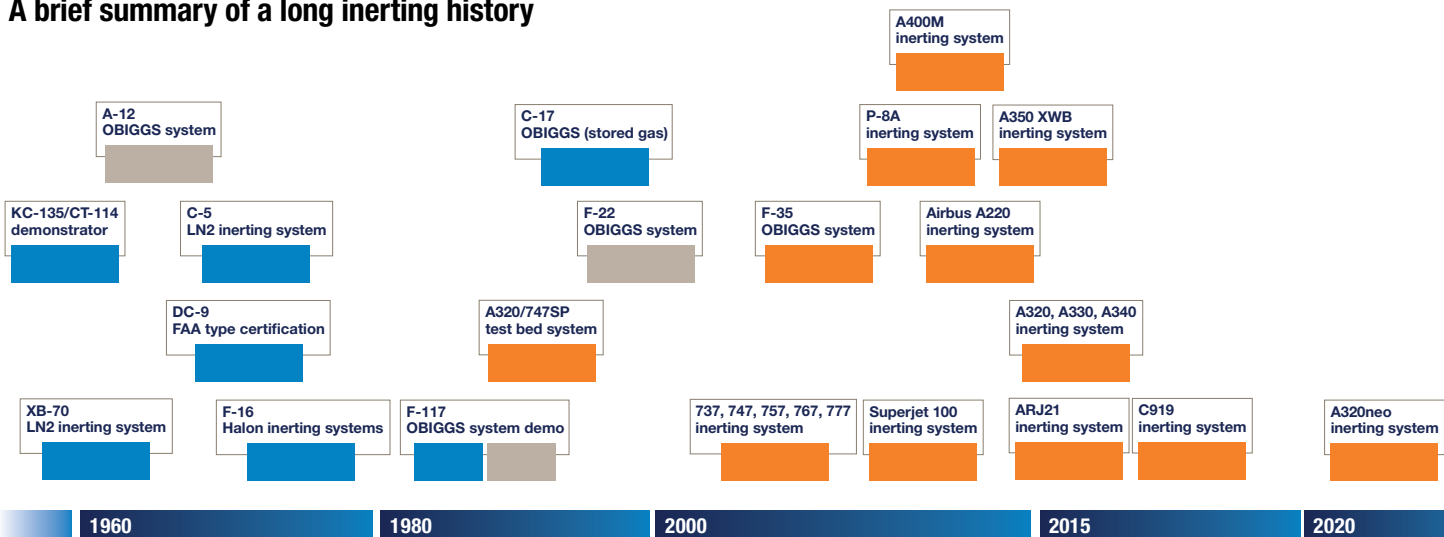 A brief summary of a long inerting history
A400M
inerting system
A-12
OBIGGS system
C-17
OBIGGS (stored gas)
P-8A
inerting system
A350 XWB
inerting system
KC-135/CT-114
demonstrator
C-5
LN2 inerting system
F-22
OBIGGS system
F-35
OBIGGS system
Airbus A220
inerting system
DC-9
FAA type certification
A320/747SP
test bed system
A320, A330, A340
inerting system
XB-70
LN2 inerting system
F-16
Halon inerting systems
F-117
OBIGGS system demo
737, 747, 757, 767, 777
inerting system
Superjet 100
inerting system
ARJ21
inerting system
C919
inerting system
A320neo
inerting system
1960
1980
2000
2015
2020